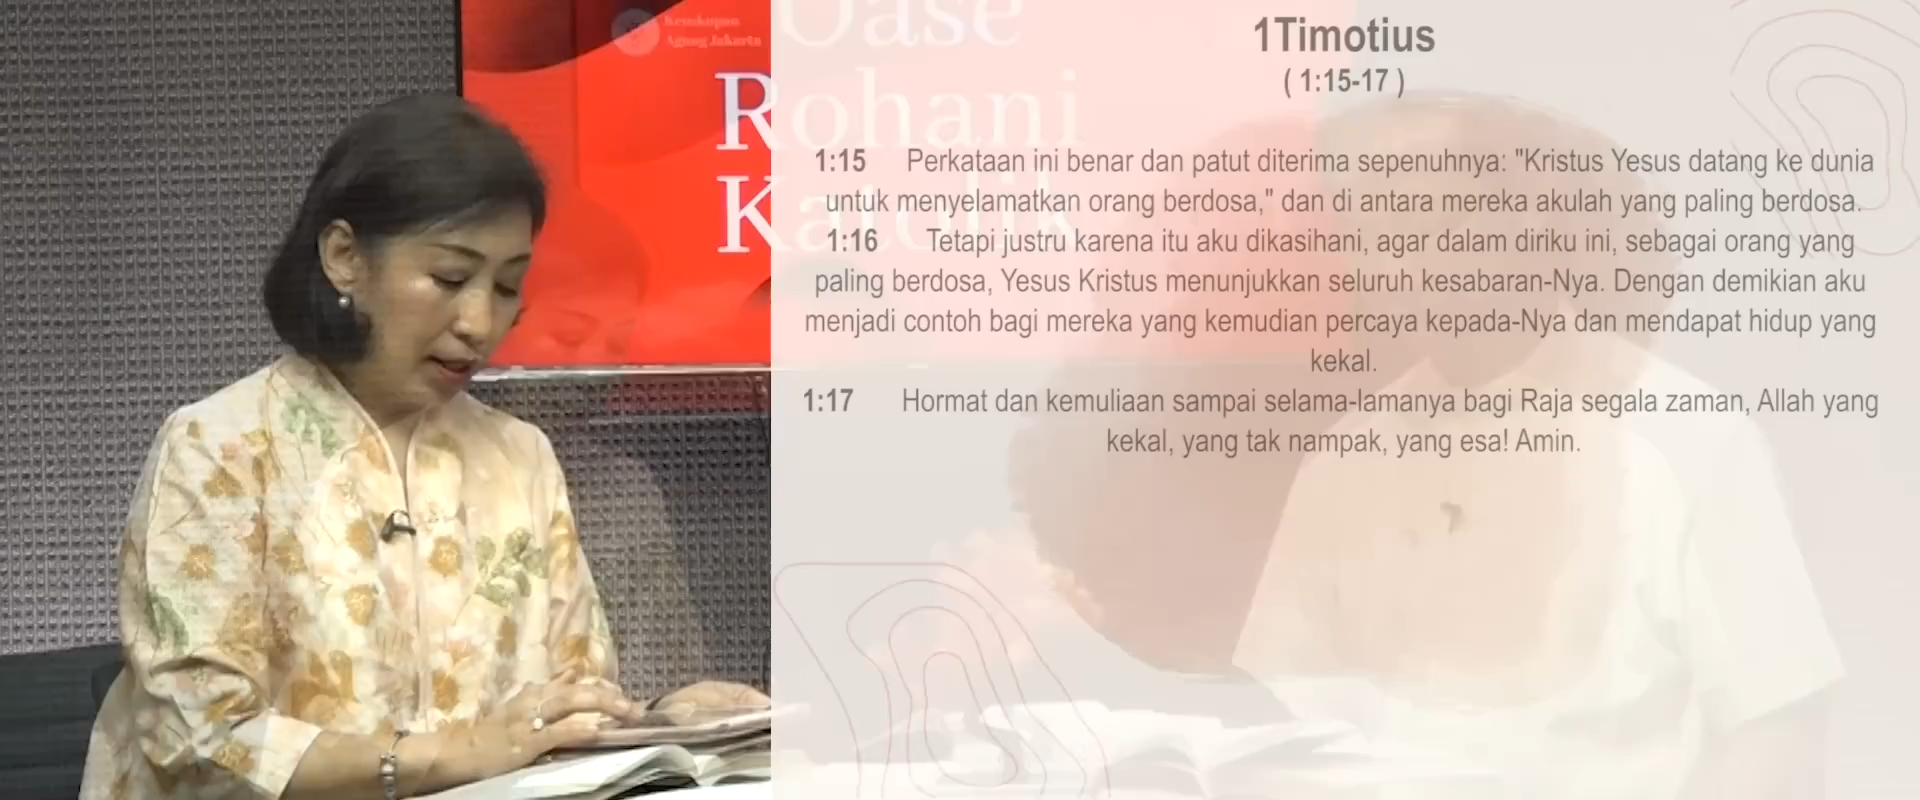 Keuskupan
Agung Jakarta
Oase
Rohani
Katolik
1Timotius
( 1:15-17 )
1:15 Perkataan ini benar dan patut diterima sepenuhnya: "Kristus Yesus datang ke dunia
untuk menyelamatkan orang berdosa," dan di antara mereka akulah yang paling berdosa.
1:16 Tetapi justru karena itu aku dikasihani, agar dalam diriku ini, sebagai orang yang
paling berdosa, Yesus Kristus menunjukkan seluruh kesabaran-Nya. Dengan demikian aku
menjadi contoh bagi mereka yang kemudian percaya kepada-Nya dan mendapat hidup yang
kekal.
1:17 Hormat dan kemuliaan sampai selama-lamanya bagi Raja segala zaman, Allah yang
kekal, yang tak nampak, yang esa! Amin.